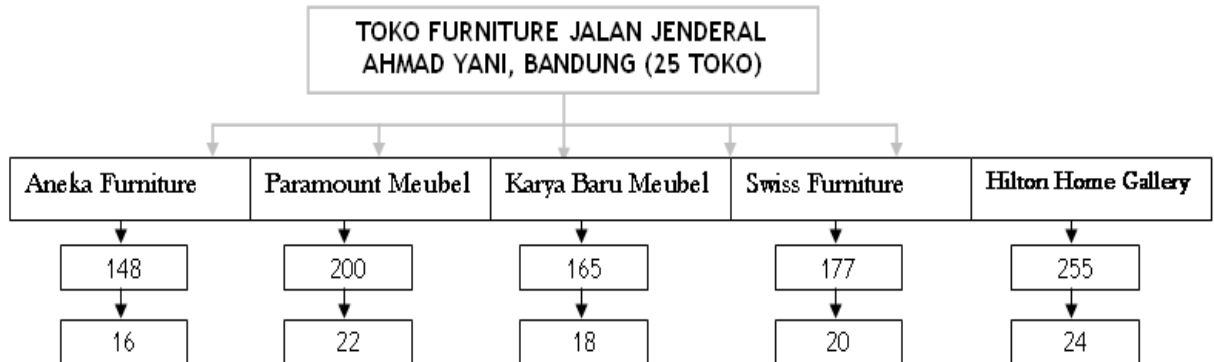 TOKO FURNITURE JALAN JENDERAL
AHMAD YANI, BANDUNG (25 TOKO)
Aneka Furniture
Paramount Meubel
Karya Baru Meubel
Swiss Furniture
Hilton Home Gallery
148
200
165
177
255
16
22
18
20
24